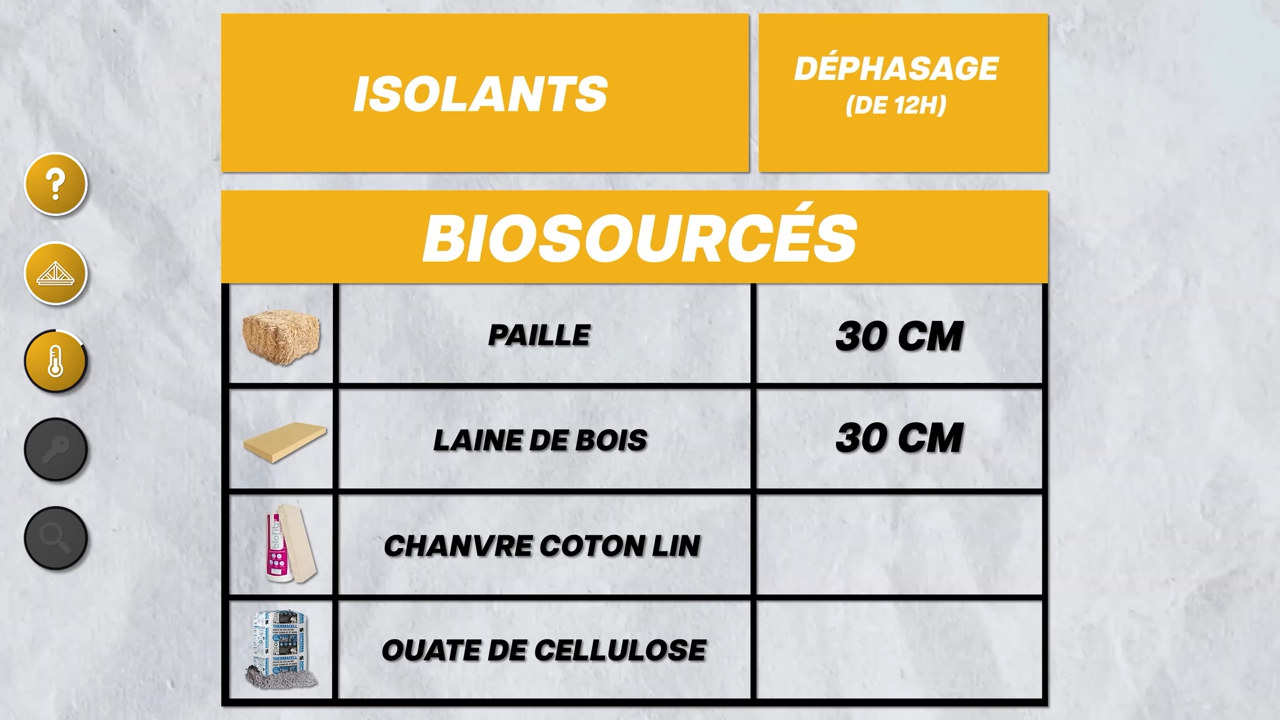 ISOLANTS
DÉPHASAGE
(DE 12H)
BIOSOURCÉS
PAILLE
30 CM
LAINE DE BOIS
30 CM
CHANVRE COTON LIN
OUATE DE CELLULOSE
?